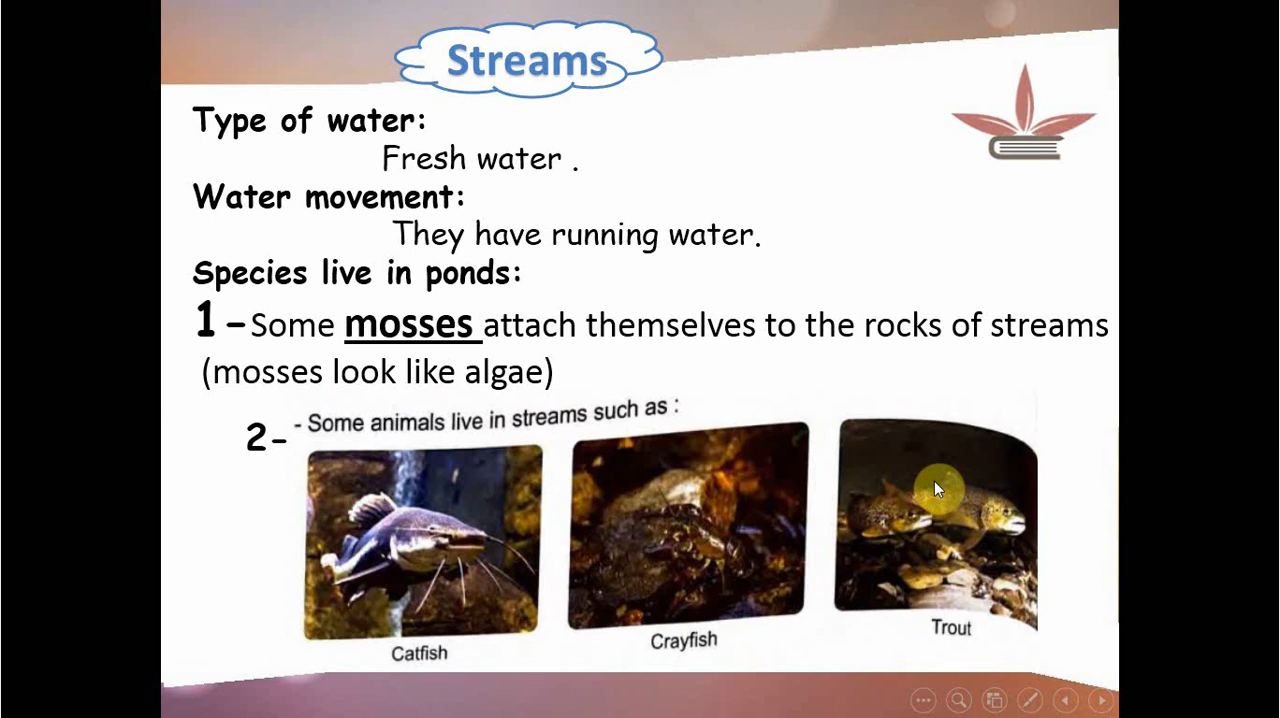 Streams
Type of water:
Fresh water .
Water movement:
They have running water.
Species live in ponds:
1- Some mosses attach themselves to the rocks of streams
(mosses look like algae)
2- - Some animals live in streams such as :
Catfish
Crayfish
Trout